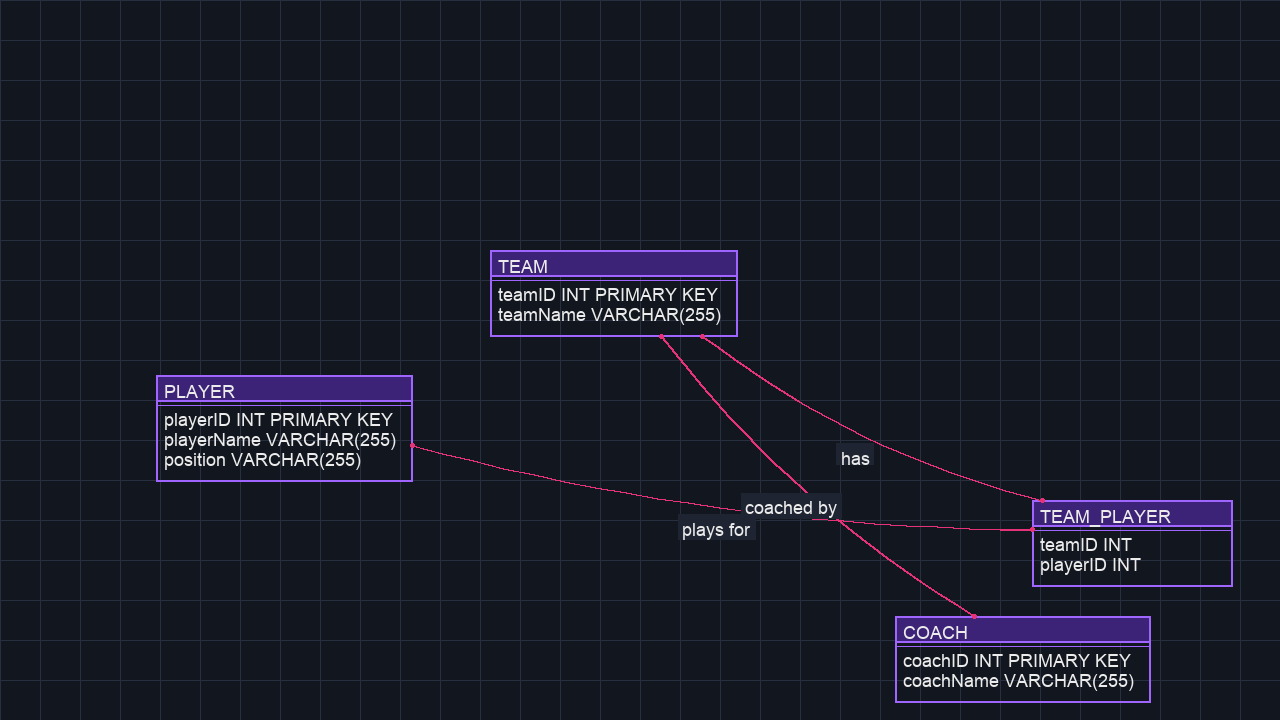 TEAM
teamID INT PRIMARY KEY
teamName VARCHAR(255)
PLAYER
playerID INT PRIMARY KEY
playerName VARCHAR(255)
position VARCHAR(255)
has
coached by
plays for
TEAM_PLAYER
teamID INT
playerID INT
COACH
coachID INT PRIMARY KEY
coachName VARCHAR(255)